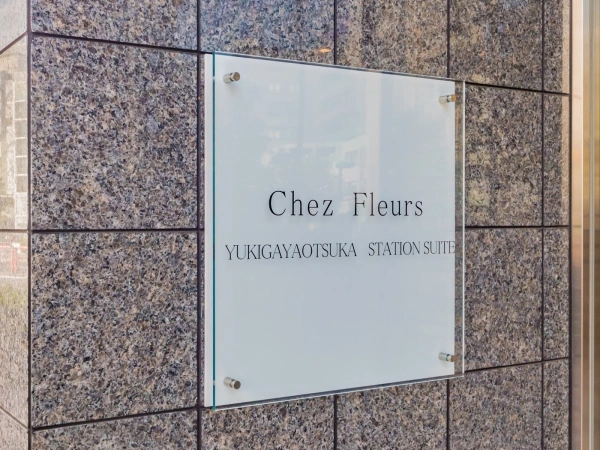 Chez Fleurs
YUKIGAYAOTSUKA STATION SUITE